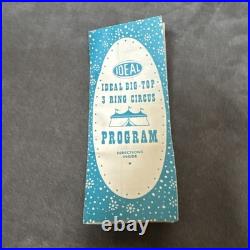 IDEAL
IDEAL BIG-TOP
3 RING CIRCUS
PROGRAM
DIRECTIONS
INSIDE